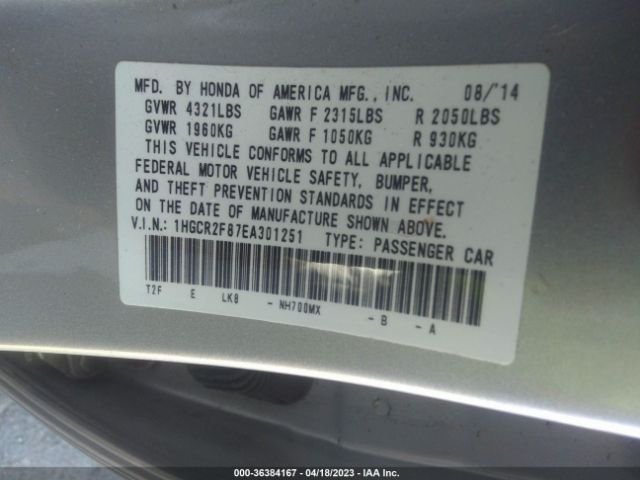 MFD. BY HONDA OF AMERICA MFG., INC. 08/'14
GVWR 4321LBS GAWR F 2315LBS R 2050LBS
GVWR 1960KG GAWR F 1050KG R 930KG
THIS VEHICLE CONFORMS TO ALL APPLICABLE
FEDERAL MOTOR VEHICLE SAFETY, BUMPER,
AND THEFT PREVENTION STANDARDS IN EFFECT
ON THE DATE OF MANUFACTURE SHOWN ABOVE.
V.I.N.: 1HGCR2F87EA301251 TYPE: PASSENGER CAR
T2F E LK8 - NH700MX - B - A
000-36384167 - 04/18/2023 - IAA Inc.